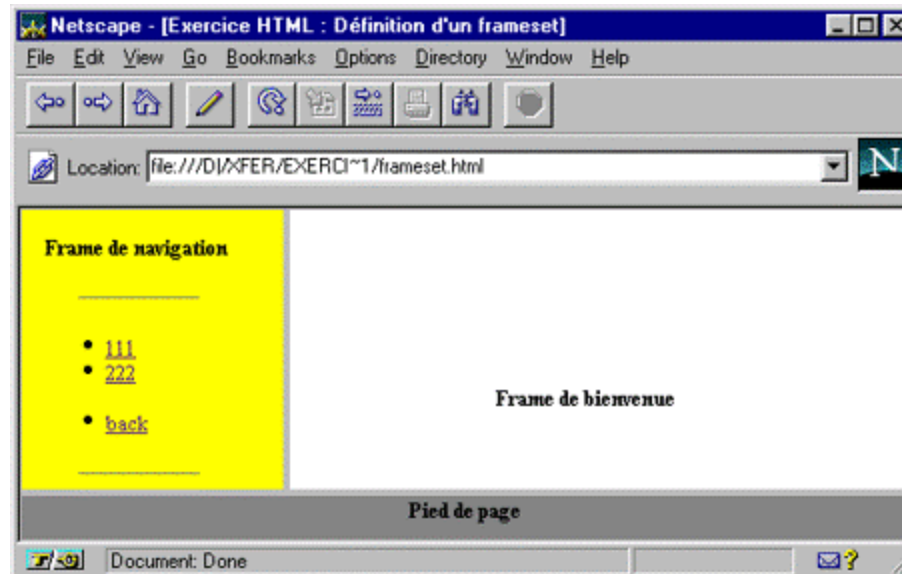 Netscape - [Exercice HTML : Définition d'un frameset]
File Edit View Go Bookmarks Options Directory Window Help
Location: file:///D|/XFER/EXERCI~1/frameset.html
N
Frame de navigation
111
222
back
Frame de bienvenue
Pied de page
Document: Done